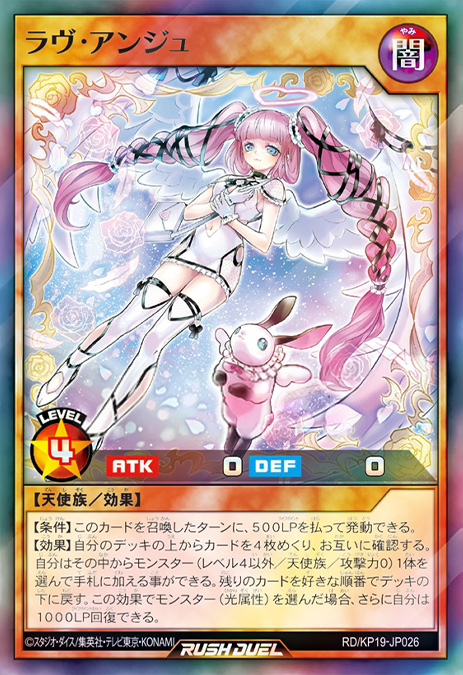 ラヴ・アンジュ
やみ
闇
LEVEL
4
ATK 0 DEF 0
【天使族／効果】
【条件】このカードを召喚したターンに、500LPを払って発動できる。
【効果】自分のデッキの上からカードを4枚めくり、お互いに確認する。
自分はその中からモンスター（レベル4以外／天使族／攻撃力0）1体を
選んで手札に加える事ができる。残りのカードを好きな順番でデッキの
下に戻す。この効果でモンスター（光属性）を選んだ場合、さらに自分は
1000LP回復できる。
©スタジオ・ダイス/集英社・テレビ東京・KONAMI
RUSH DUEL
RD/KP19-JP026